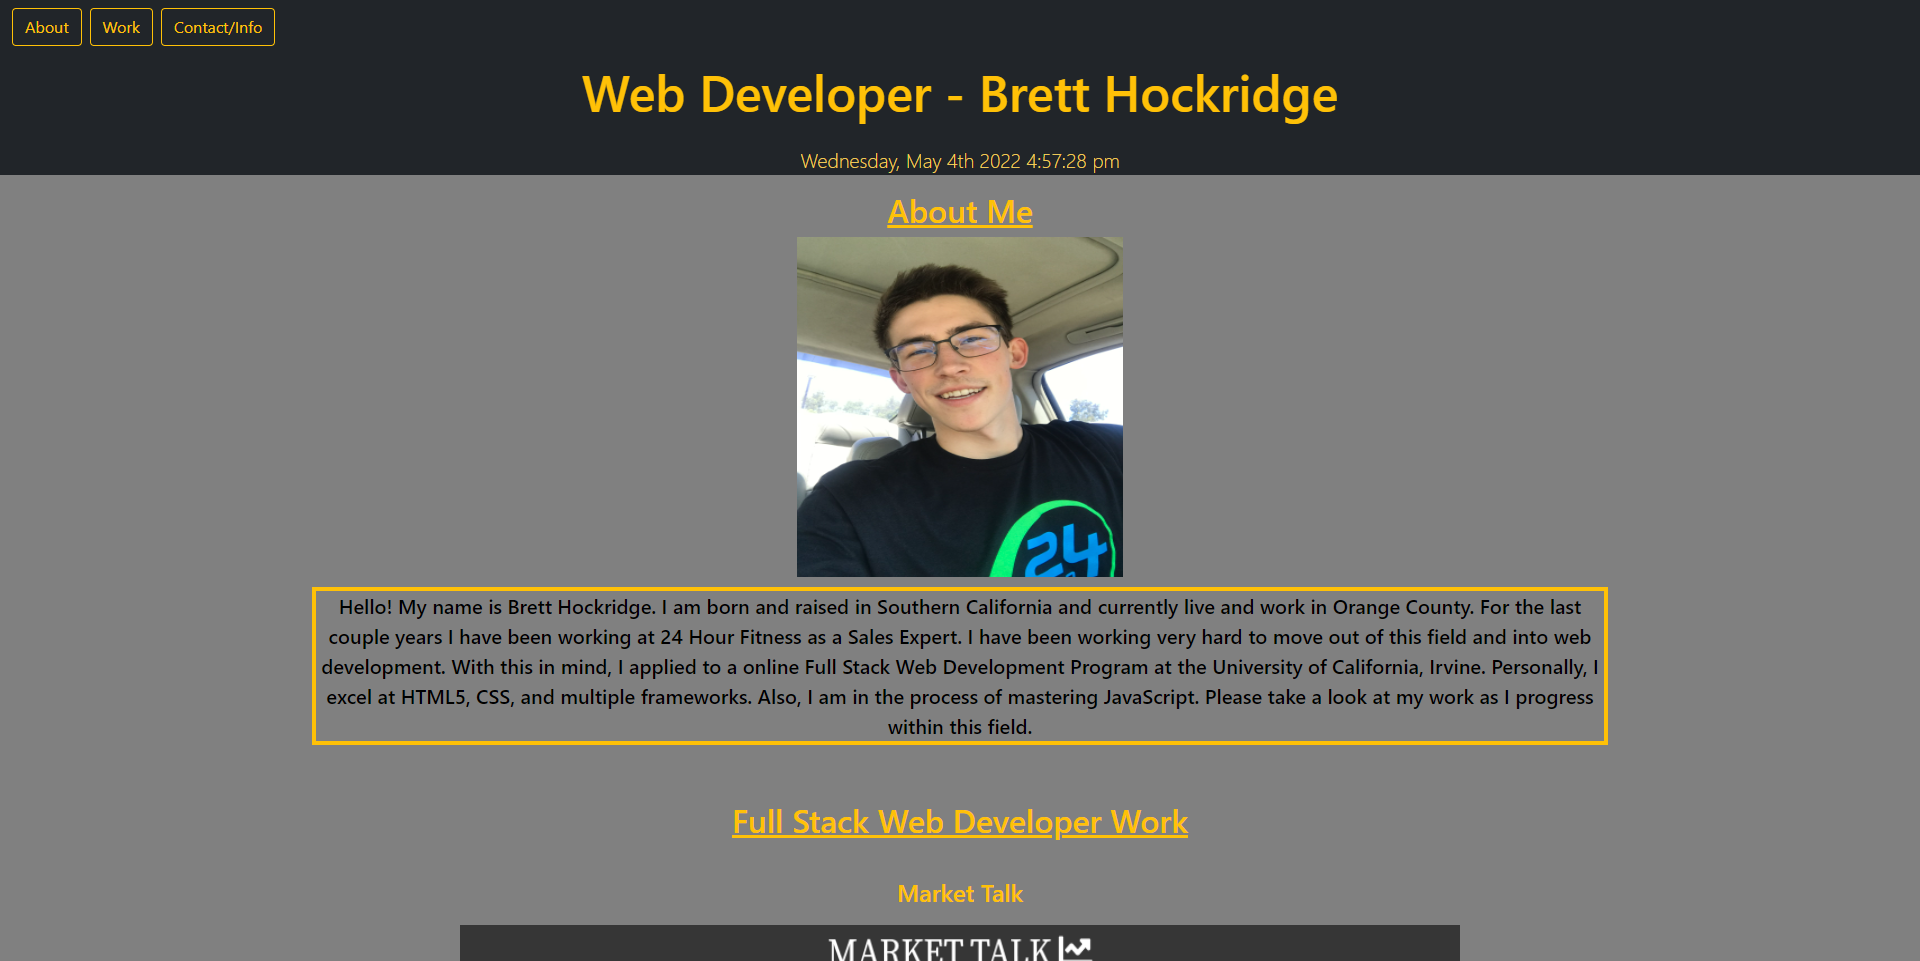 About Work Contact/Info
Web Developer - Brett Hockridge
Wednesday, May 4th 2022 4:57:28 pm
About Me
24
Hello! My name is Brett Hockridge. I am born and raised in Southern California and currently live and work in Orange County. For the last
couple years I have been working at 24 Hour Fitness as a Sales Expert. I have been working very hard to move out of this field and into web
development. With this in mind, I applied to a online Full Stack Web Development Program at the University of California, Irvine. Personally, I
excel at HTML5, CSS, and multiple frameworks. Also, I am in the process of mastering JavaScript. Please take a look at my work as I progress
within this field.
Full Stack Web Developer Work
Market Talk
MARKET TALK